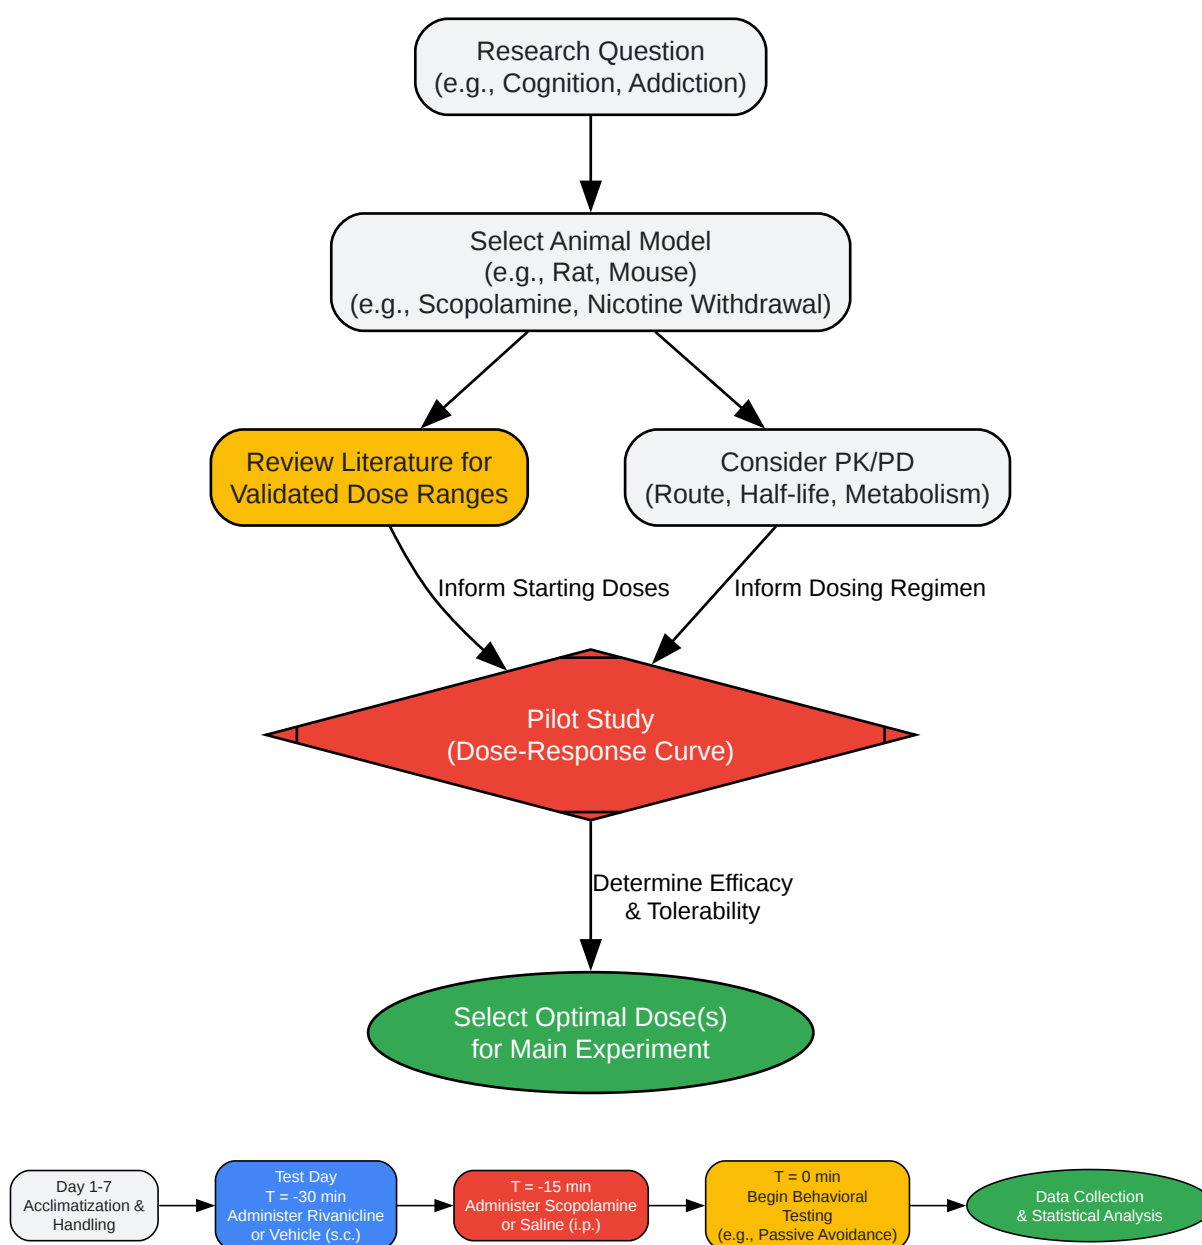 Research Question
(e.g., Cognition, Addiction)
Select Animal Model
(e.g., Rat, Mouse)
(e.g., Scopolamine, Nicotine Withdrawal)
Review Literature for
Validated Dose Ranges
Consider PK/PD
(Route, Half-life, Metabolism)
Inform Starting Doses
Inform Dosing Regimen
Pilot Study
(Dose-Response Curve)
Determine Efficacy
& Tolerability
Select Optimal Dose(s)
for Main Experiment
Day 1-7
Acclimatization &
Handling
Test Day
T = -30 min
Administer Rivanicline
or Vehicle (s.c.)
T = -15 min
Administer Scopolamine
or Saline (i.p.)
T = 0 min
Begin Behavioral
Testing
(e.g., Passive Avoidance)
Data Collection
& Statistical Analysis